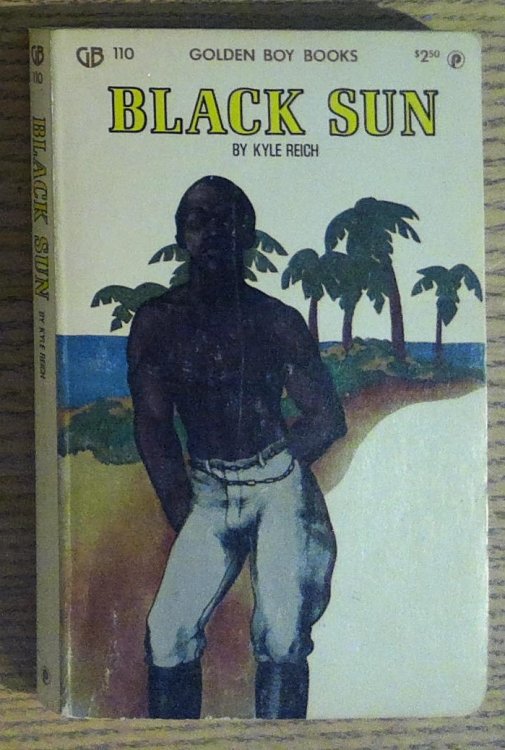 GB 110 GOLDEN BOY BOOKS $2.50 P
BLACK SUN
BY KYLE REICH
GB
110
BLACK SUN BY KYLE REICH
P